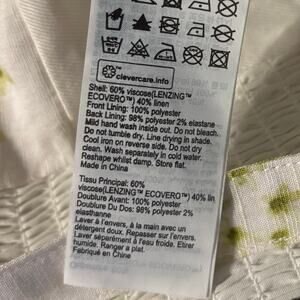 clevercare.info
Shell: 60%
viscose(LENZING™
ECOVERO™) 40% linen
Front Lining: 100% polyester
Back Lining: 98% polyester 2% elastane
Mild hand wash inside out. Do not bleach.
Do not tumble dry. Line drying in shade.
Cool iron on reverse side. Do not dry
clean. Wash separately in cold water.
Reshape whilst damp. Store flat.
Made in China
Tissu Principal: 60%
viscose(LENZING™ ECOVERO™) 40% lin
Doublure Avant: 100% polyester
Doublure Du Dos: 98% polyester 2%
élasthanne
Laver à l'envers, à la main avec un
détergent doux. Repasser sur l'envers.
Laver séparément à l'eau froide. Etirer
humide. Ranger à plat.
Fabriqué en Chine